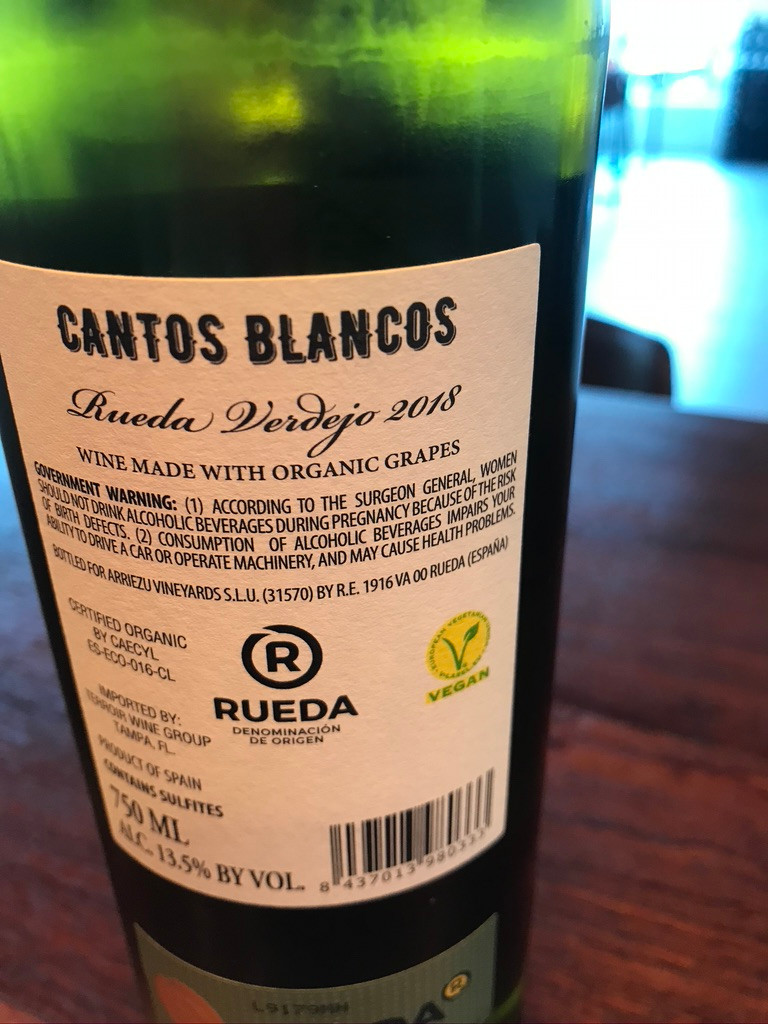 CANTOS BLANCOS
Rueda Verdejo 2018
WINE MADE WITH ORGANIC GRAPES
GOVERNMENT WARNING: (1) ACCORDING TO THE SURGEON GENERAL, WOMEN
SHOULD NOT DRINK ALCOHOLIC BEVERAGES DURING PREGNANCY BECAUSE OF THE RISK
OF BIRTH DEFECTS. (2) CONSUMPTION OF ALCOHOLIC BEVERAGES IMPAIRS YOUR
ABILITY TO DRIVE A CAR OR OPERATE MACHINERY, AND MAY CAUSE HEALTH PROBLEMS.
BOTTLED FOR ARRIEZU VINEYARDS S.L.U. (31570) BY R.E. 1916 VA 00 RUEDA (ESPAÑA)
CERTIFIED ORGANIC
BY CAECYL
ES-ECO-016-CL
IMPORTED BY:
TERROIR WINE GROUP
TAMPA, FL.
PRODUCT OF SPAIN
CONTAINS SULFITES
750 ML
ALC. 13.5% BY VOL.
R
RUEDA
DENOMINACIÓN
DE ORIGEN
EUROPEAN VEGETARIAN
VEGAN
8 437013 980333
L9179MH
R